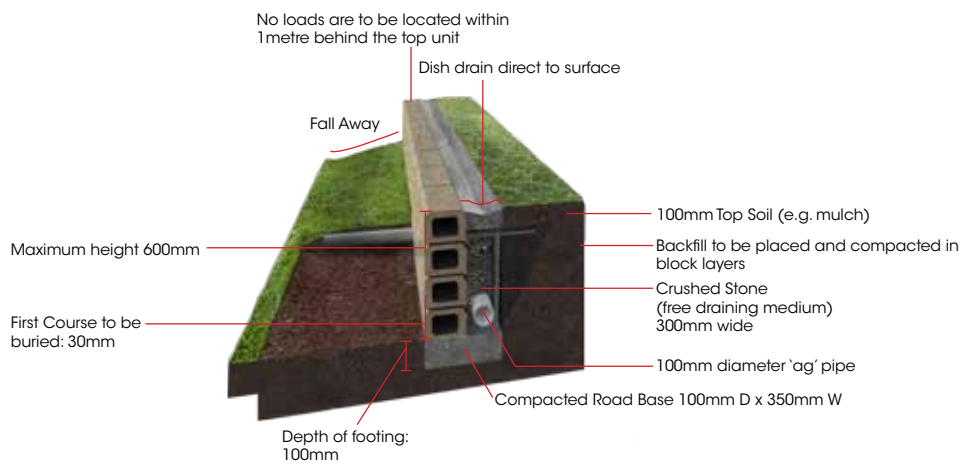 No loads are to be located within
1metre behind the top unit
Dish drain direct to surface
Fall Away
100mm Top Soil (e.g. mulch)
Maximum height 600mm
Backfill to be placed and compacted in
block layers
Crushed Stone
(free draining medium)
300mm wide
First Course to be
buried: 30mm
100mm diameter ‘ag’ pipe
Compacted Road Base 100mm D x 350mm W
Depth of footing:
100mm